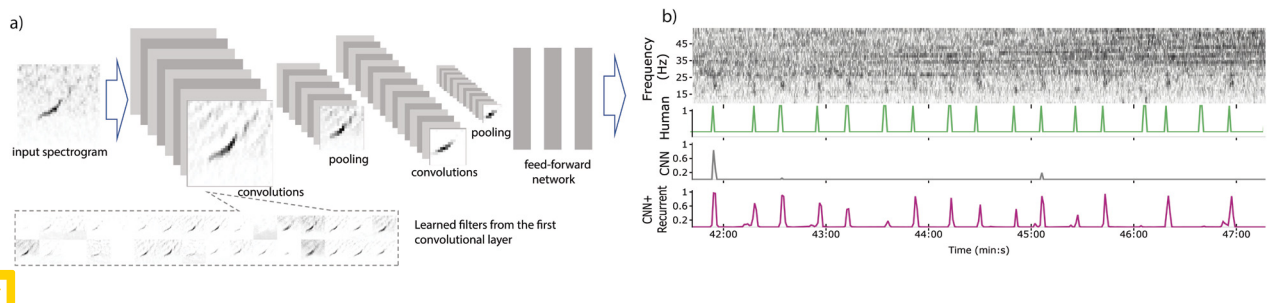 a)
input spectrogram
convolutions
pooling
convolutions
pooling
feed-forward
network
Learned filters from the first
convolutional layer
b)
Frequency
(Hz)
45
35
25
15
Human
1
CNN
1
0.6
0.2
CNN+
Recurrent
1
0.6
0.2
42:00 43:00 44:00 45:00 46:00 47:00
Time (min:s)